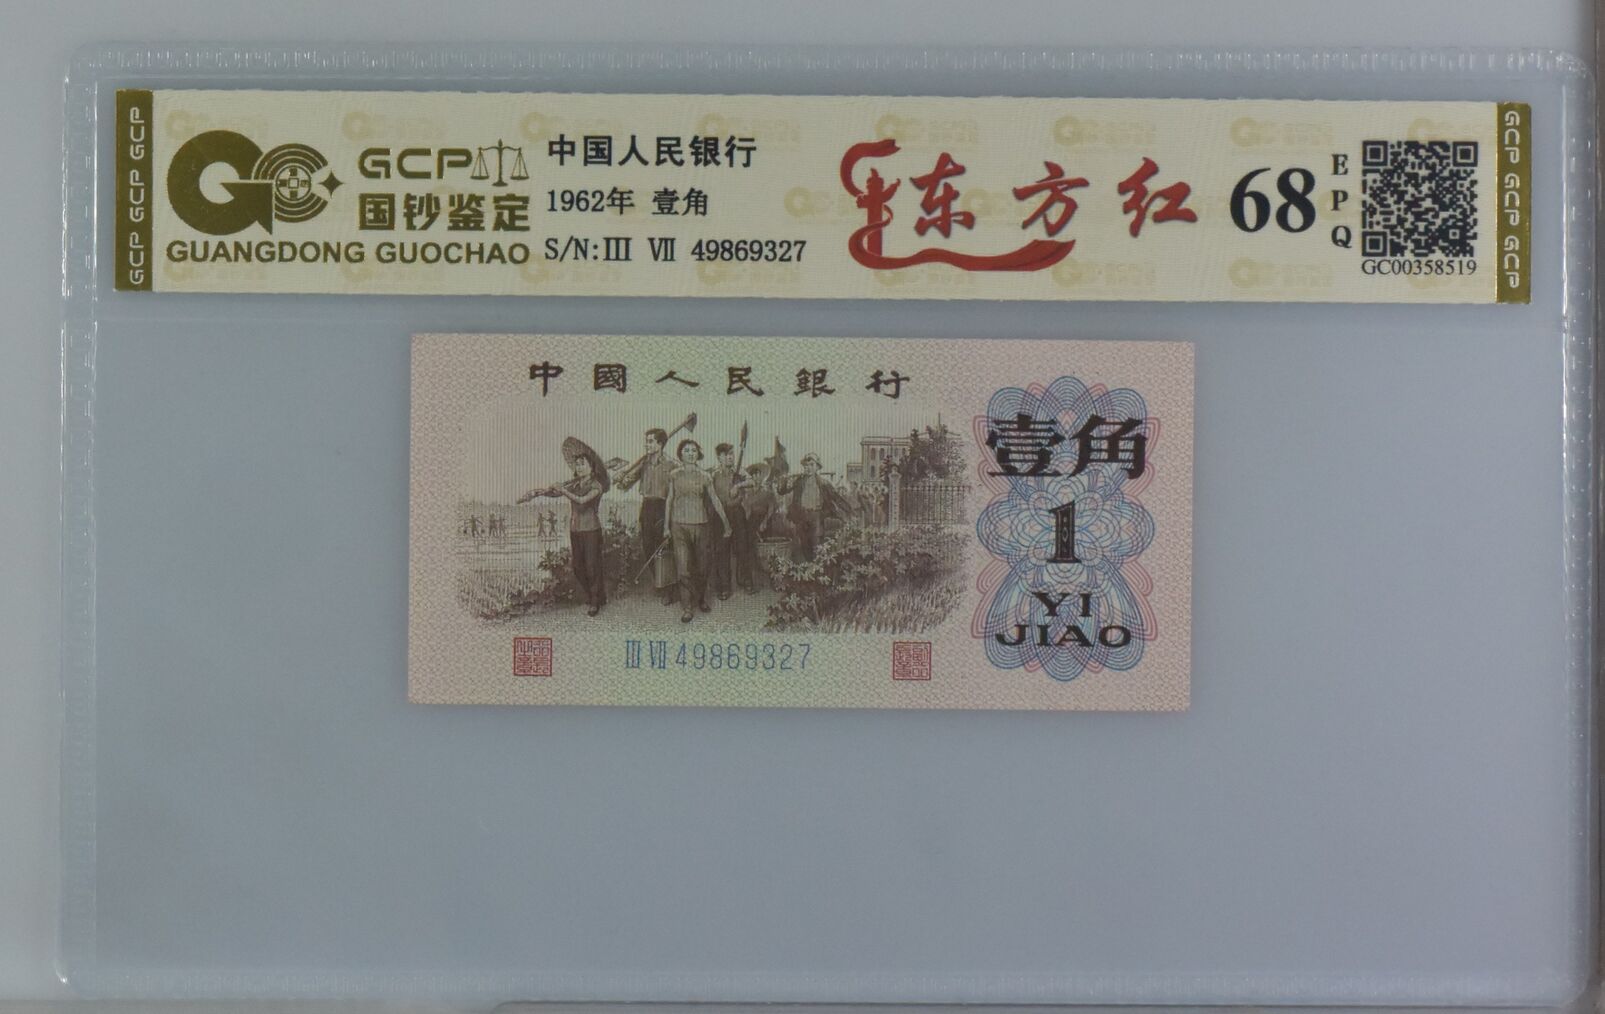 GCP GCP GCP
GCP
国钞鉴定
GUANGDONG GUOCHAO
中国人民银行
1962年 壹角
S/N:III VII 49869327
东方红
68
EPQ
GC00358519
GCP GCP GCP
中國人民銀行
壹角
1
YI
JIAO
III VII 49869327